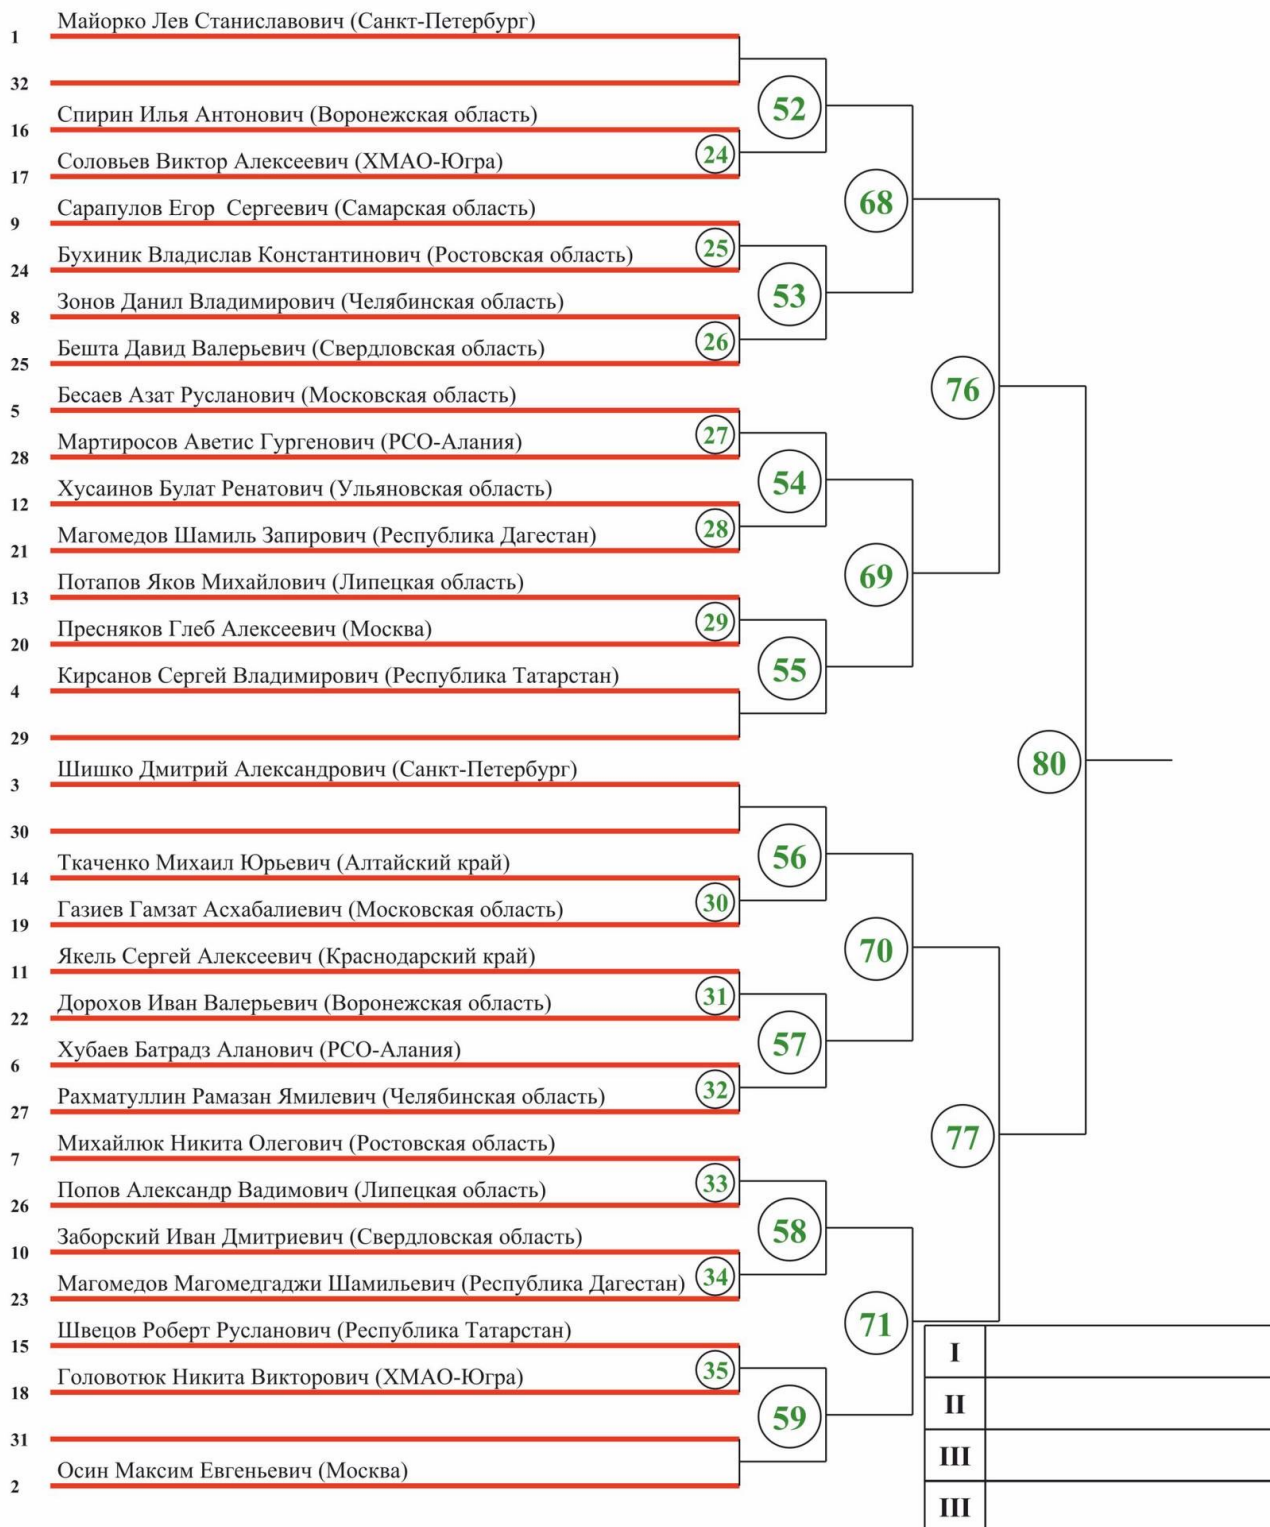 Майорко Лев Станиславович (Санкт-Петербург)
1
32
52
Спирин Илья Антонович (Воронежская область)
16
24
Соловьев Виктор Алексеевич (ХМАО-Югра)
17
68
Сарапулов Егор Сергеевич (Самарская область)
9
25
Бухиник Владислав Константинович (Ростовская область)
24
53
Зонов Данил Владимирович (Челябинская область)
8
26
Бешта Давид Валерьевич (Свердловская область)
25
76
Бесаев Азат Русланович (Московская область)
5
27
Мартиросов Аветис Гургенович (РСО-Алания)
28
54
Хусаинов Булат Ренатович (Ульяновская область)
12
28
Магомедов Шамиль Запирович (Республика Дагестан)
21
69
Потапов Яков Михайлович (Липецкая область)
13
29
Пресняков Глеб Алексеевич (Москва)
20
55
Кирсанов Сергей Владимирович (Республика Татарстан)
4
29
80
Шишко Дмитрий Александрович (Санкт-Петербург)
3
30
56
Ткаченко Михаил Юрьевич (Алтайский край)
14
30
Газиев Гамзат Асхабалиевич (Московская область)
19
70
Якель Сергей Алексеевич (Краснодарский край)
11
31
Дорохов Иван Валерьевич (Воронежская область)
22
57
Хубаев Батрадз Аланович (РСО-Алания)
6
32
Рахматуллин Рамазан Ямилевич (Челябинская область)
27
77
Михайлюк Никита Олегович (Ростовская область)
7
33
Попов Александр Вадимович (Липецкая область)
26
58
Заборский Иван Дмитриевич (Свердловская область)
10
34
Магомедов Магомедгаджи Шамильевич (Республика Дагестан)
23
71
Швецов Роберт Русланович (Республика Татарстан)
15
35
Головотюк Никита Викторович (ХМАО-Югра)
18
59
31
Осин Максим Евгеньевич (Москва)
2
I
II
III
III